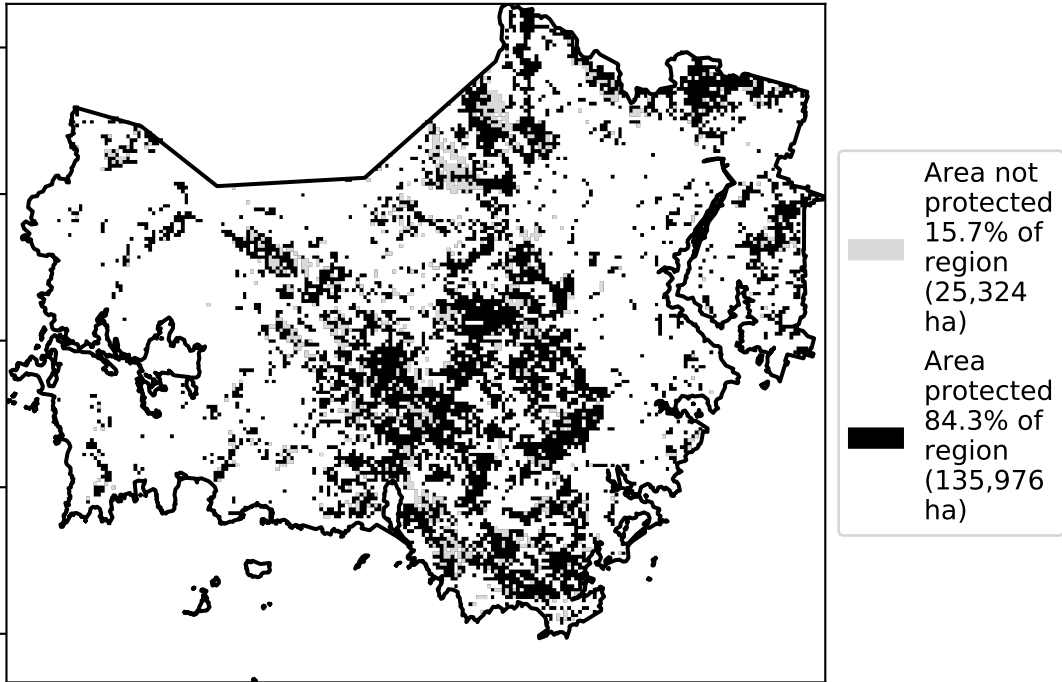 Area not
protected
15.7% of
region
(25,324
ha)
Area
protected
84.3% of
region
(135,976
ha)